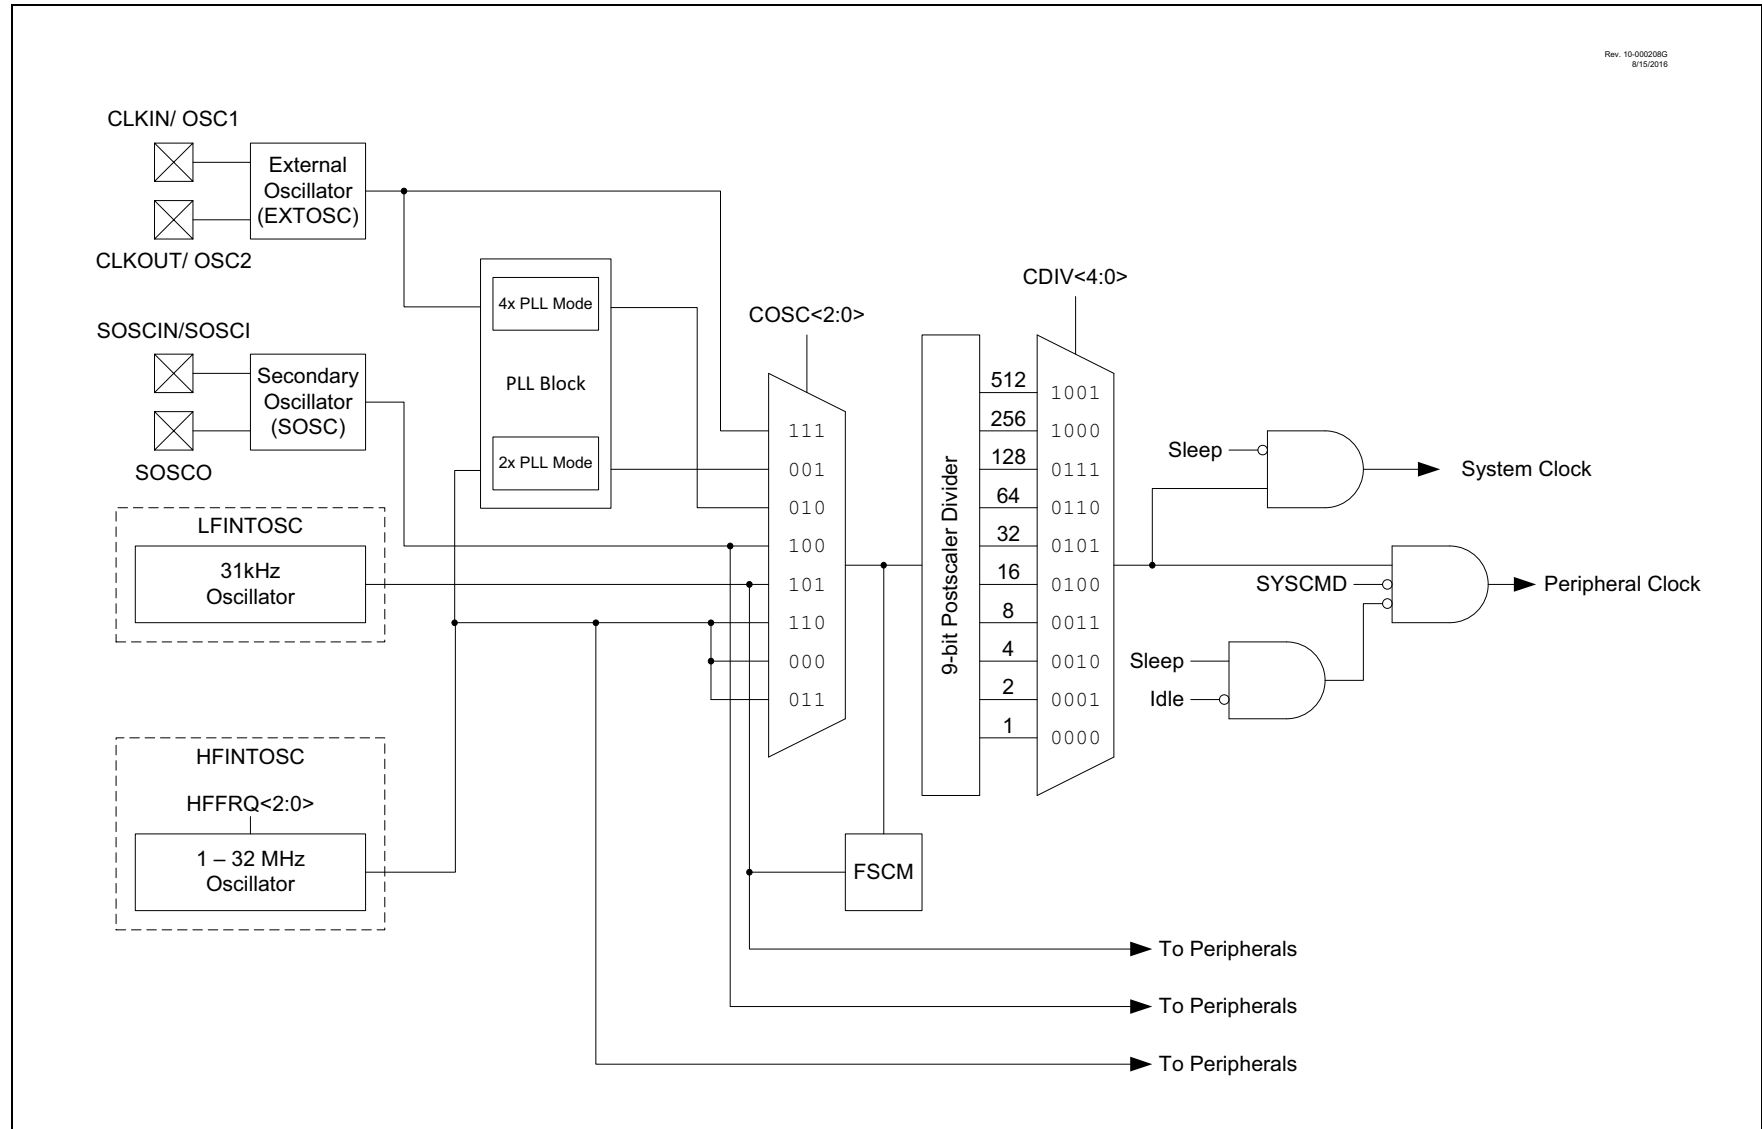 Rev. 10-000208G
8/15/2016
CLKIN/ OSC1
External
Oscillator
(EXTOSC)
CLKOUT/ OSC2
SOSCIN/SOSCI
Secondary
Oscillator
(SOSC)
SOSCO
LFINTOSC
31kHz
Oscillator
HFINTOSC
HFFRQ<2:0>
1 – 32 MHz
Oscillator
4x PLL Mode
PLL Block
2x PLL Mode
COSC<2:0>
111
001
010
100
101
110
000
011
FSCM
9-bit Postscaler Divider
512
256
128
64
32
16
8
4
2
1
CDIV<4:0>
1001
1000
0111
0110
0101
0100
0011
0010
0001
0000
Sleep
System Clock
SYSCMD
Peripheral Clock
Sleep
Idle
To Peripherals
To Peripherals
To Peripherals